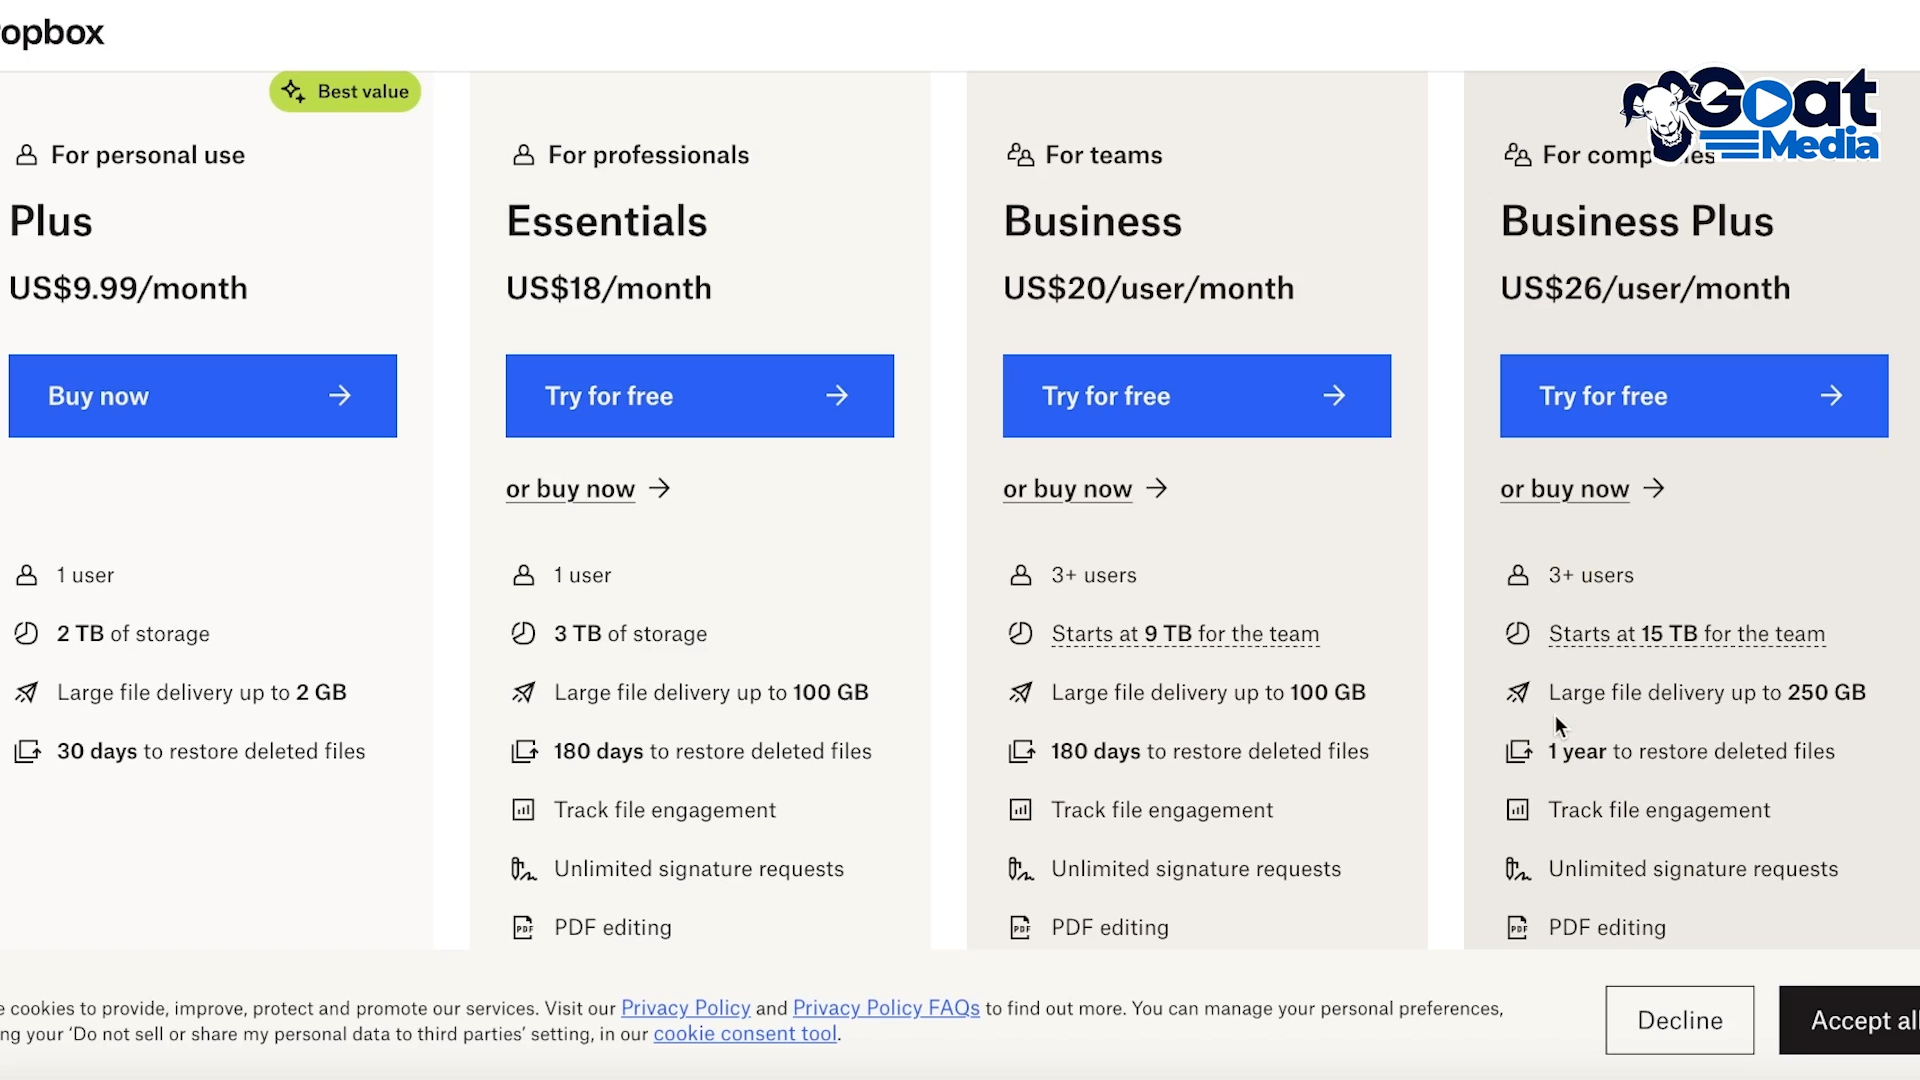 opbox
Best value
For personal use
Plus
US$9.99/month
Buy now
1 user
2 TB of storage
Large file delivery up to 2 GB
30 days to restore deleted files
For professionals
Essentials
US$18/month
Try for free
or buy now
1 user
3 TB of storage
Large file delivery up to 100 GB
180 days to restore deleted files
Track file engagement
Unlimited signature requests
PDF editing
For teams
Business
US$20/user/month
Try for free
or buy now
3+ users
Starts at 9 TB for the team
Large file delivery up to 100 GB
180 days to restore deleted files
Track file engagement
Unlimited signature requests
PDF editing
Goat
Media
For comp es
Business Plus
US$26/user/month
Try for free
or buy now
3+ users
Starts at 15 TB for the team
Large file delivery up to 250 GB
1 year to restore deleted files
Track file engagement
Unlimited signature requests
PDF editing
e cookies to provide, improve, protect and promote our services. Visit our Privacy Policy and Privacy Policy FAQs to find out more. You can manage your personal preferences,
ng your ‘Do not sell or share my personal data to third parties’ setting, in our cookie consent tool.
Decline
Accept all